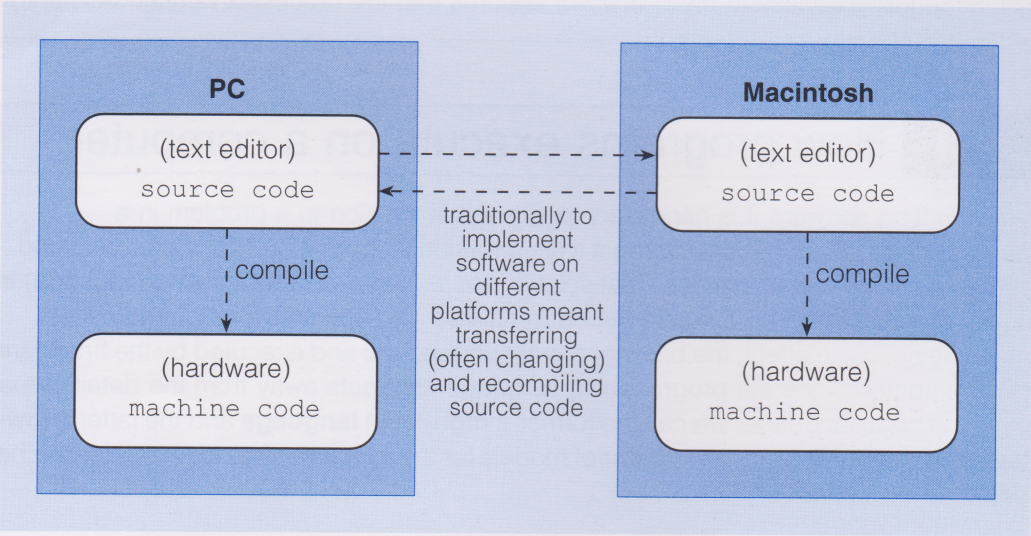 PC
(text editor)
source code
compile
(hardware)
machine code
traditionally to
implement
software on
different
platforms meant
transferring
(often changing)
and recompiling
source code
Macintosh
(text editor)
source code
compile
(hardware)
machine code